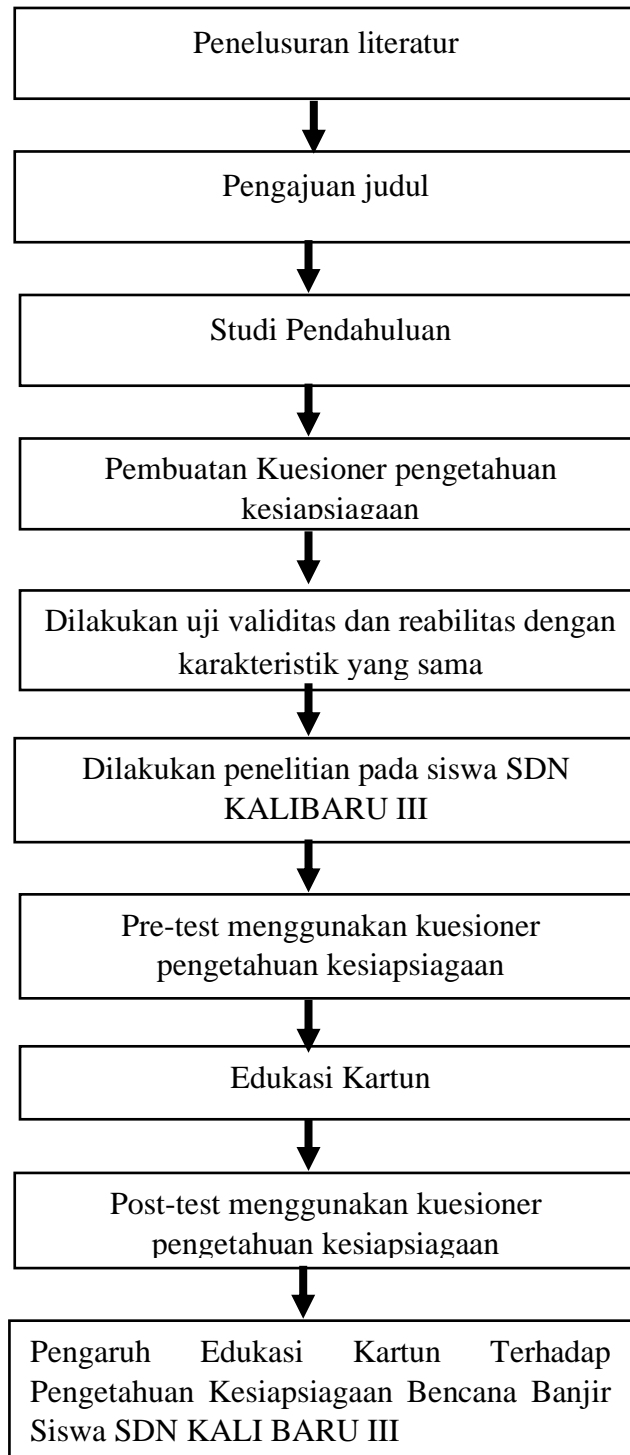 Penelusuran literatur
Pengajuan judul
Studi Pendahuluan
Pembuatan Kuesioner pengetahuan
kesiapsiagaan
Dilakukan uji validitas dan reabilitas dengan
karakteristik yang sama
Dilakukan penelitian pada siswa SDN
KALIBARU III
Pre-test menggunakan kuesioner
pengetahuan kesiapsiagaan
Edukasi Kartun
Post-test menggunakan kuesioner
pengetahuan kesiapsiagaan
Pengaruh Edukasi Kartun Terhadap
Pengetahuan Kesiapsiagaan Bencana Banjir
Siswa SDN KALI BARU III